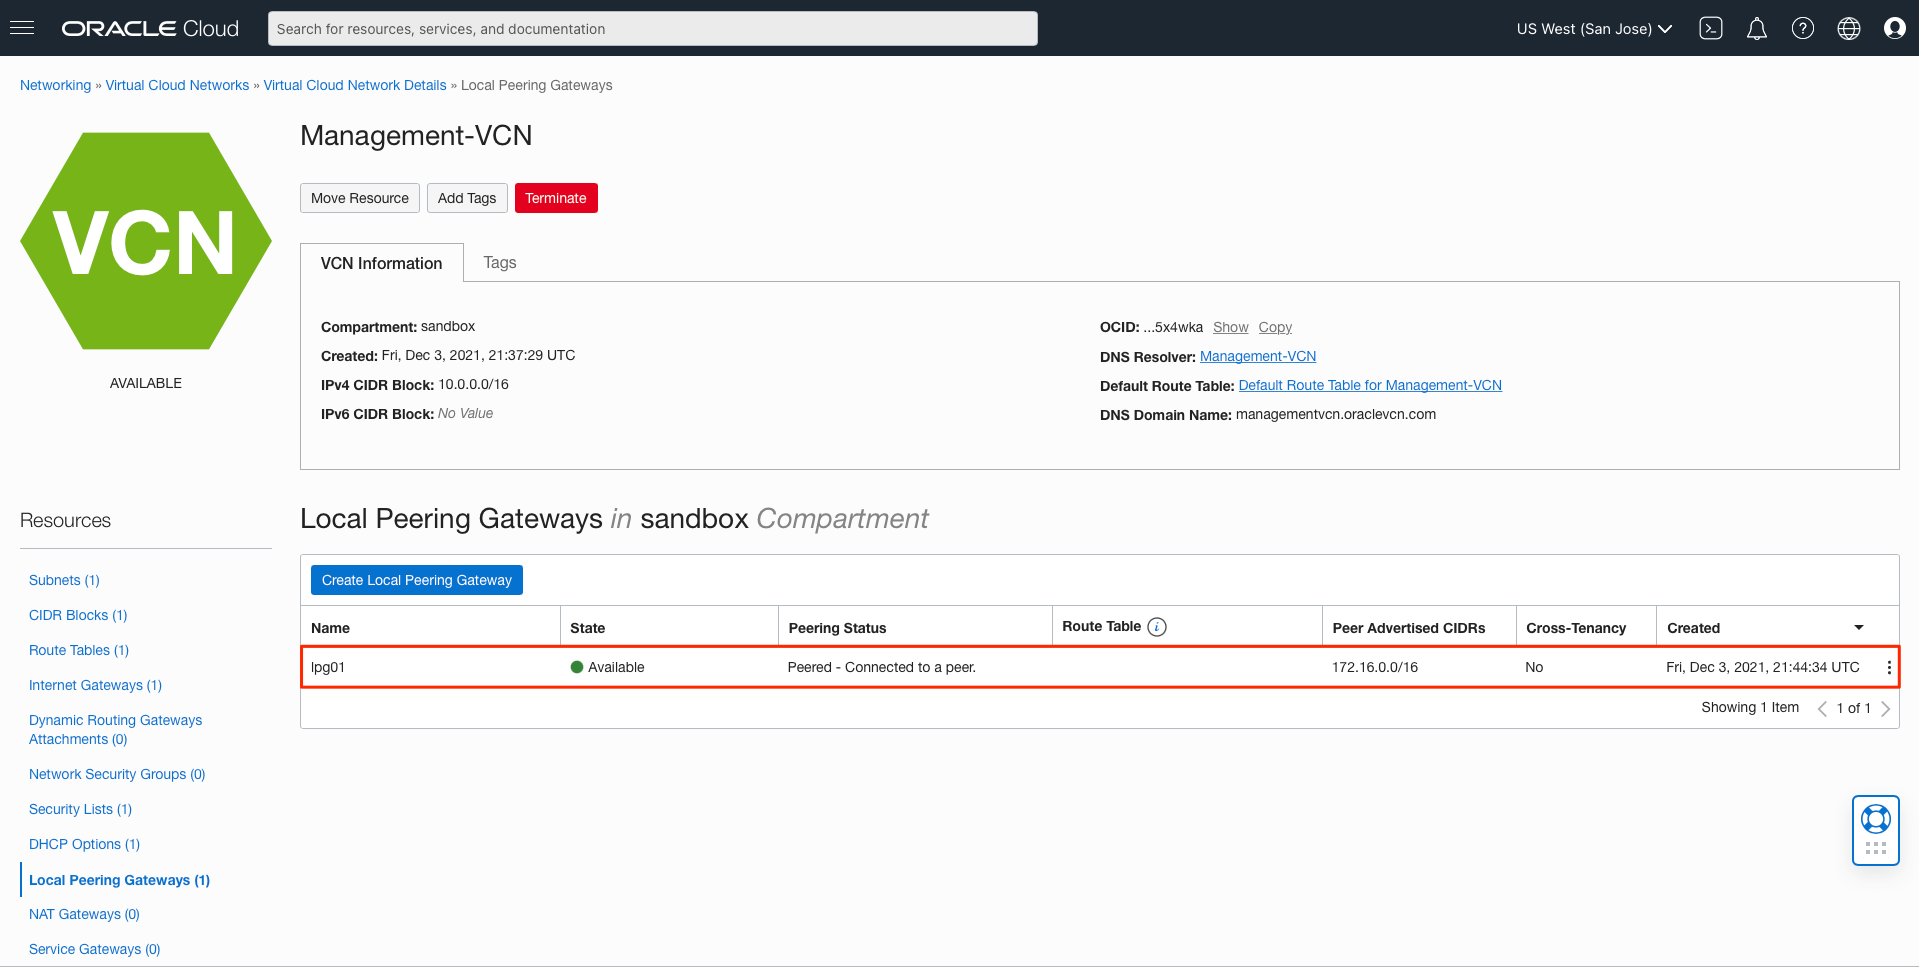 ORACLE Cloud
Search for resources, services, and documentation
US West (San Jose)
Networking » Virtual Cloud Networks » Virtual Cloud Network Details » Local Peering Gateways
VCN
AVAILABLE
Management-VCN
Move Resource
Add Tags
Terminate
VCN Information
Tags
Compartment: sandbox
Created: Fri, Dec 3, 2021, 21:37:29 UTC
IPv4 CIDR Block: 10.0.0.0/16
IPv6 CIDR Block: No Value
OCID: ...5x4wka Show Copy
DNS Resolver: Management-VCN
Default Route Table: Default Route Table for Management-VCN
DNS Domain Name: managementvcn.oraclevcn.com
Resources
Subnets (1)
CIDR Blocks (1)
Route Tables (1)
Internet Gateways (1)
Dynamic Routing Gateways
Attachments (0)
Network Security Groups (0)
Security Lists (1)
DHCP Options (1)
Local Peering Gateways (1)
NAT Gateways (0)
Service Gateways (0)
Local Peering Gateways in sandbox Compartment
Create Local Peering Gateway
Name State Peering Status Route Table i Peer Advertised CIDRs Cross-Tenancy Created
lpg01 Available Peered - Connected to a peer. 172.16.0.0/16 No Fri, Dec 3, 2021, 21:44:34 UTC
Showing 1 Item 1 of 1